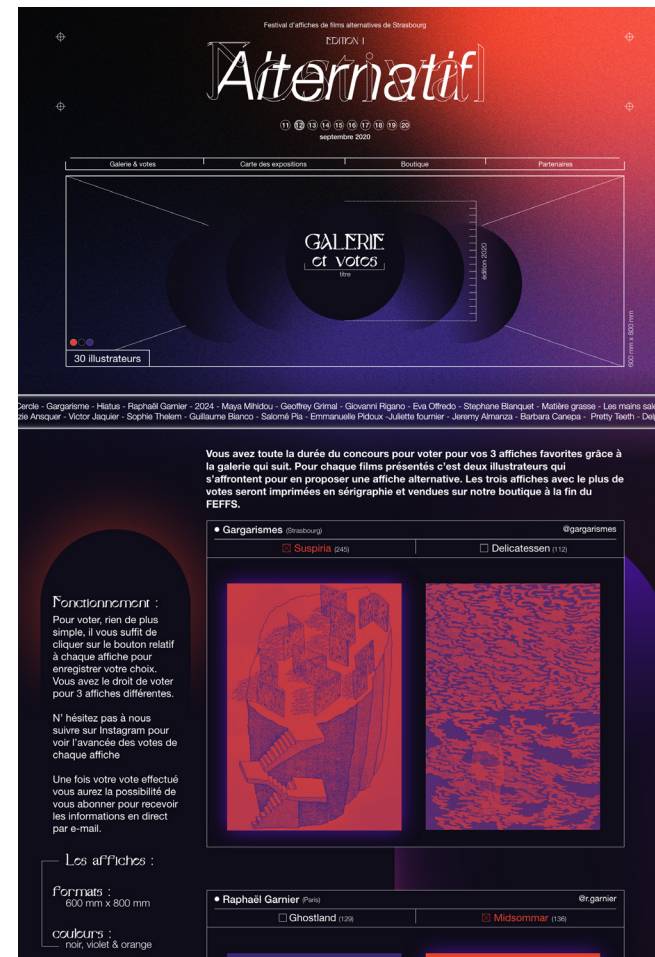 Festival d'affiches de films alternatives de Strasbourg
EDITION 1
Festival
Alternatif
11 12 13 14 15 16 17 18 19 20
septembre 2020
Galerie & votes
Carte des expositions
Boutique
Partenaires
GALERIE
et votes
titre
édition 2020
600 mm x 800 mm
30 illustrateurs
Cercle - Gargarisme - Hiatus - Raphaël Garnier - 2024 - Maya Mihidou - Geoffrey Grimal - Giovanni Rigano - Eva Offredo - Stephane Blanquet - Matière grasse - Les mains sale
zie Ansquer - Victor Jaquier - Sophie Thelem - Guillaume Bianco - Salomé Pia - Emmanuelle Pidoux -Juliette fournier - Jeremy Almanza - Barbara Canepa - Pretty Teeth - Del
Vous avez toute la durée du concours pour voter pour vos 3 affiches favorites grâce à
la galerie qui suit. Pour chaque films présentés c'est deux illustrateurs qui
s'affrontent pour en proposer une affiche alternative. Les trois affiches avec le plus de
votes seront imprimées en sérigraphie et vendues sur notre boutique à la fin du
FEFFS.
Gargarismes (Strasbourg)
@gargarismes
Suspiria (245)
Delicatessen (112)
Fonctionnement :
Pour voter, rien de plus
simple, il vous suffit de
cliquer sur le bouton relatif
à chaque affiche pour
enregistrer votre choix.
Vous avez le droit de voter
pour 3 affiches différentes.
N' hésitez pas à nous
suivre sur Instagram pour
voir l'avancée des votes de
chaque affiche
Une fois votre vote effectué
vous aurez la possibilité de
vous abonner pour recevoir
les informations en direct
par e-mail.
Les affiches :
formats :
600 mm x 800 mm
couleurs :
noir, violet & orange
Raphaël Garnier (Paris)
@r.garnier
Ghostland (129)
Midsommar (136)